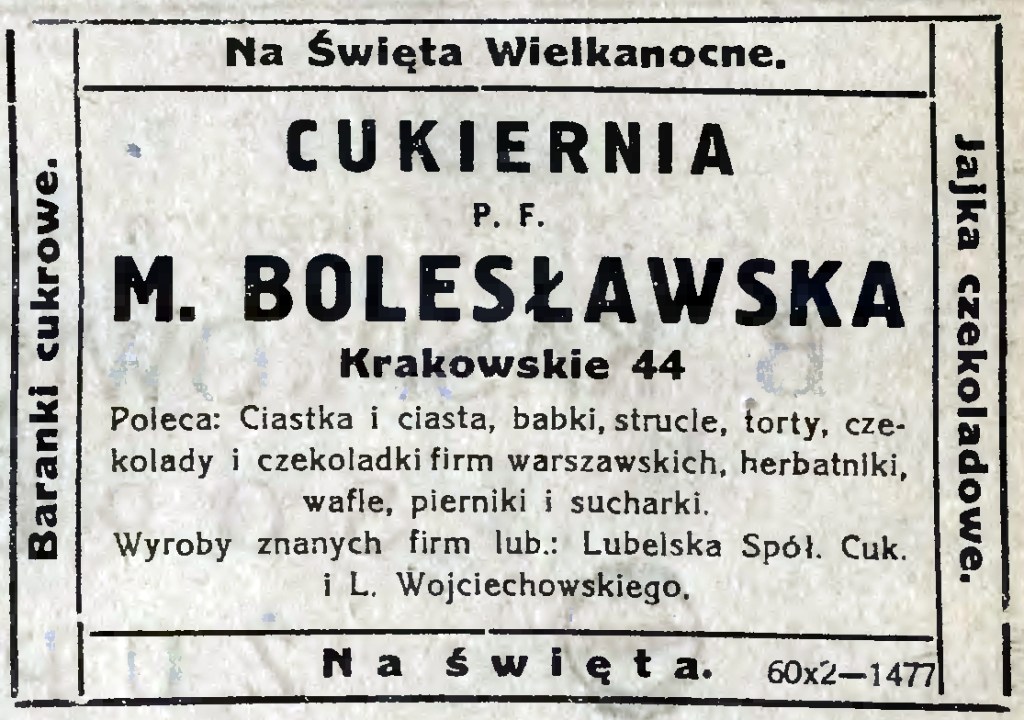 Na Święta Wielkanocne.
Baranki cukrowe.
CUKIERNIA
P. F.
M. BOLESŁAWSKA
Krakowskie 44
Poleca: Ciastka i ciasta, babki, strucle, torty, cze-
kolady i czekoladki firm warszawskich, herbatniki,
wafle, pierniki i sucharki.
Wyroby znanych firm lub.: Lubelska Spół. Cuk.
i L. Wojciechowskiego.
Jajka czekoladowe.
Na święta.
60x2—1477